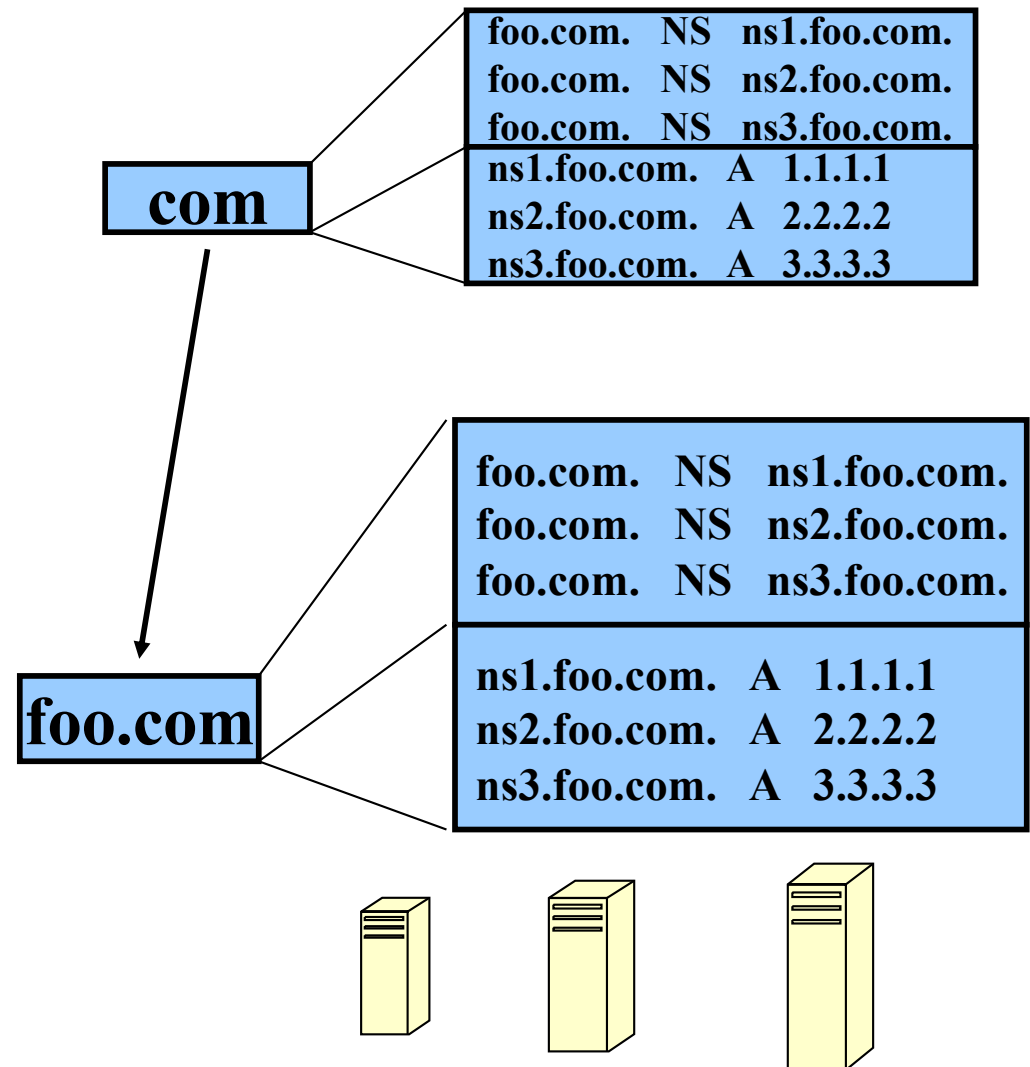 foo.com. NS ns1.foo.com.
foo.com. NS ns2.foo.com.
foo.com. NS ns3.foo.com.
com
ns1.foo.com. A 1.1.1.1
ns2.foo.com. A 2.2.2.2
ns3.foo.com. A 3.3.3.3
foo.com. NS ns1.foo.com.
foo.com. NS ns2.foo.com.
foo.com. NS ns3.foo.com.
foo.com
ns1.foo.com. A 1.1.1.1
ns2.foo.com. A 2.2.2.2
ns3.foo.com. A 3.3.3.3